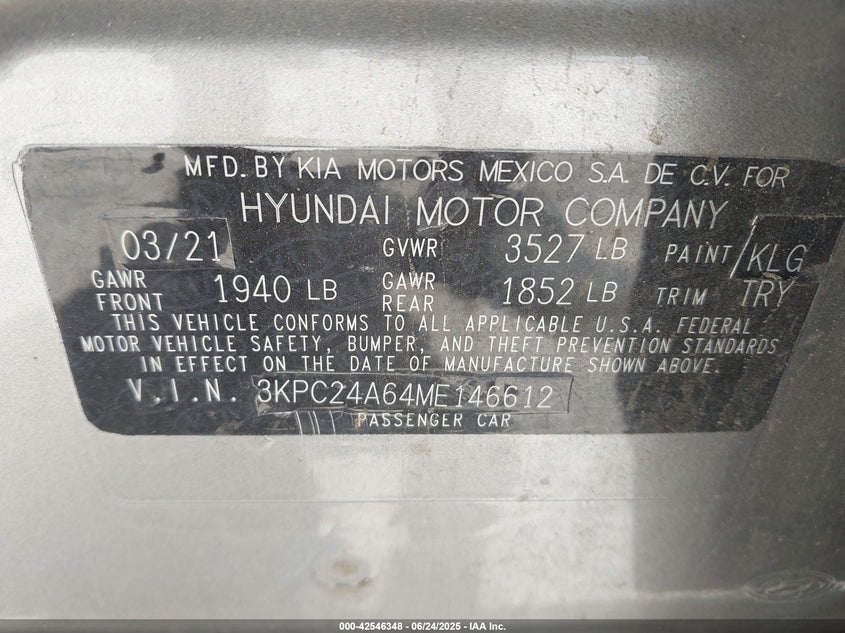 MFD. BY KIA MOTORS MEXICO S.A. DE C.V. FOR
HYUNDAI MOTOR COMPANY
03/21 GVWR 3527 LB PAINT/KLG
GAWR FRONT 1940 LB GAWR REAR 1852 LB TRIM TRY
THIS VEHICLE CONFORMS TO ALL APPLICABLE U.S.A. FEDERAL
MOTOR VEHICLE SAFETY, BUMPER, AND THEFT PREVENTION STANDARDS
IN EFFECT ON THE DATE OF MANUFACTURE SHOWN ABOVE.
V.I.N. 3KPC24A64ME146612
PASSENGER CAR
000-42546348 - 06/24/2025 - IAA Inc.